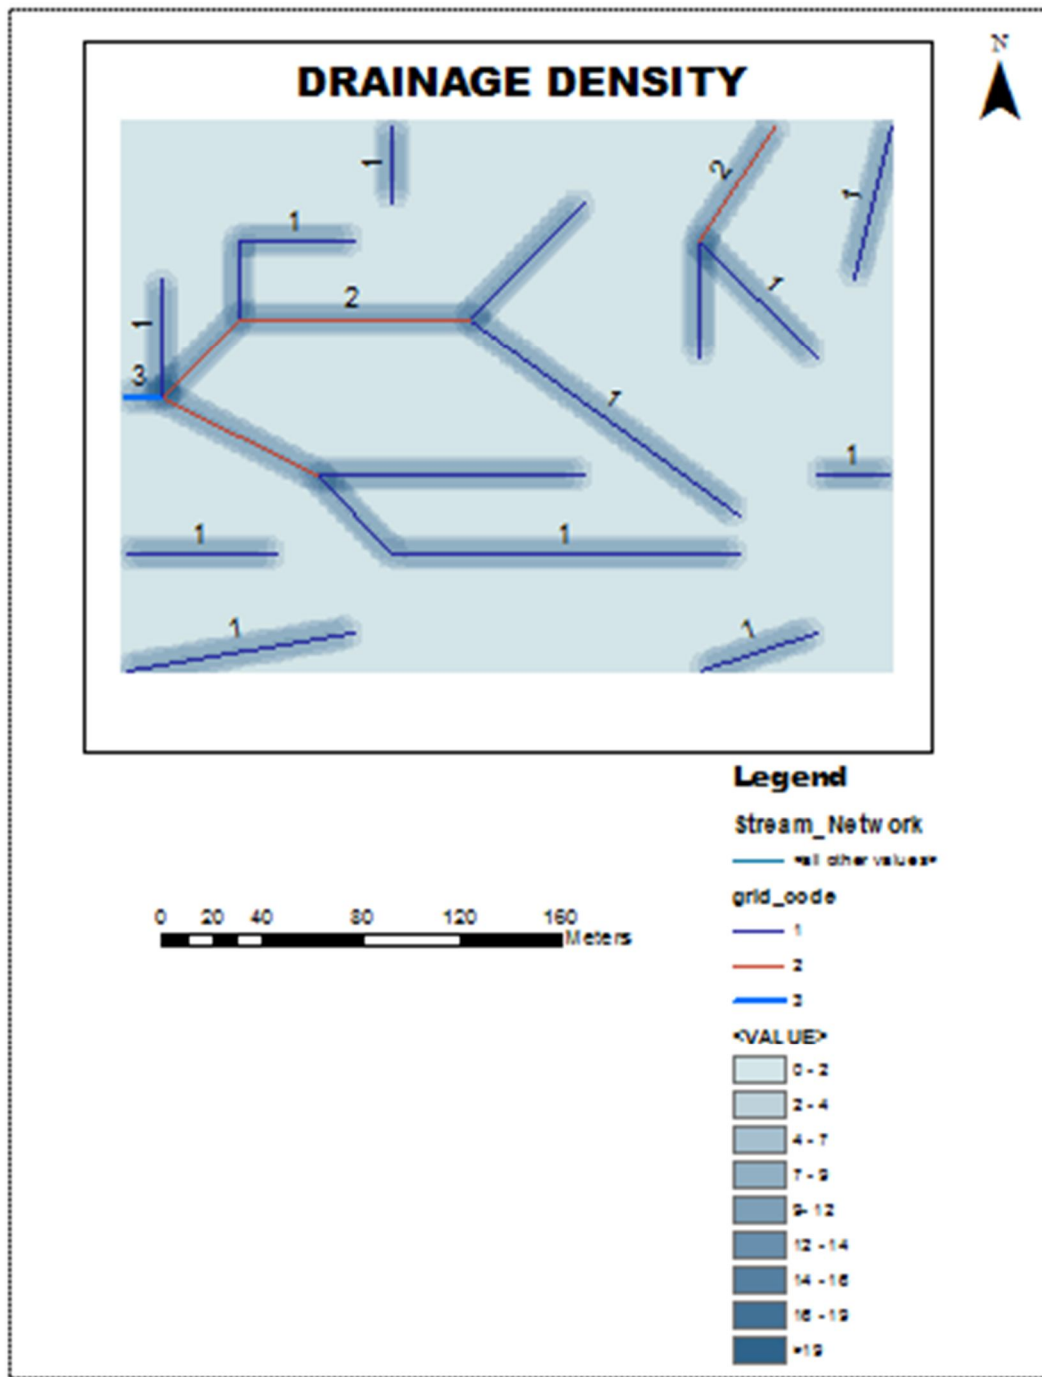 N
DRAINAGE DENSITY
1
2
1
1
2
1
1
3
1
1
1
1
1
1
Legend
Stream_Network
<all other values>
grid_code
1
2
3
<VALUE>
0 - 2
2 - 4
4 - 7
7 - 9
9- 12
12 - 14
14 - 16
16 - 19
0 20 40 80 120 160
Meters